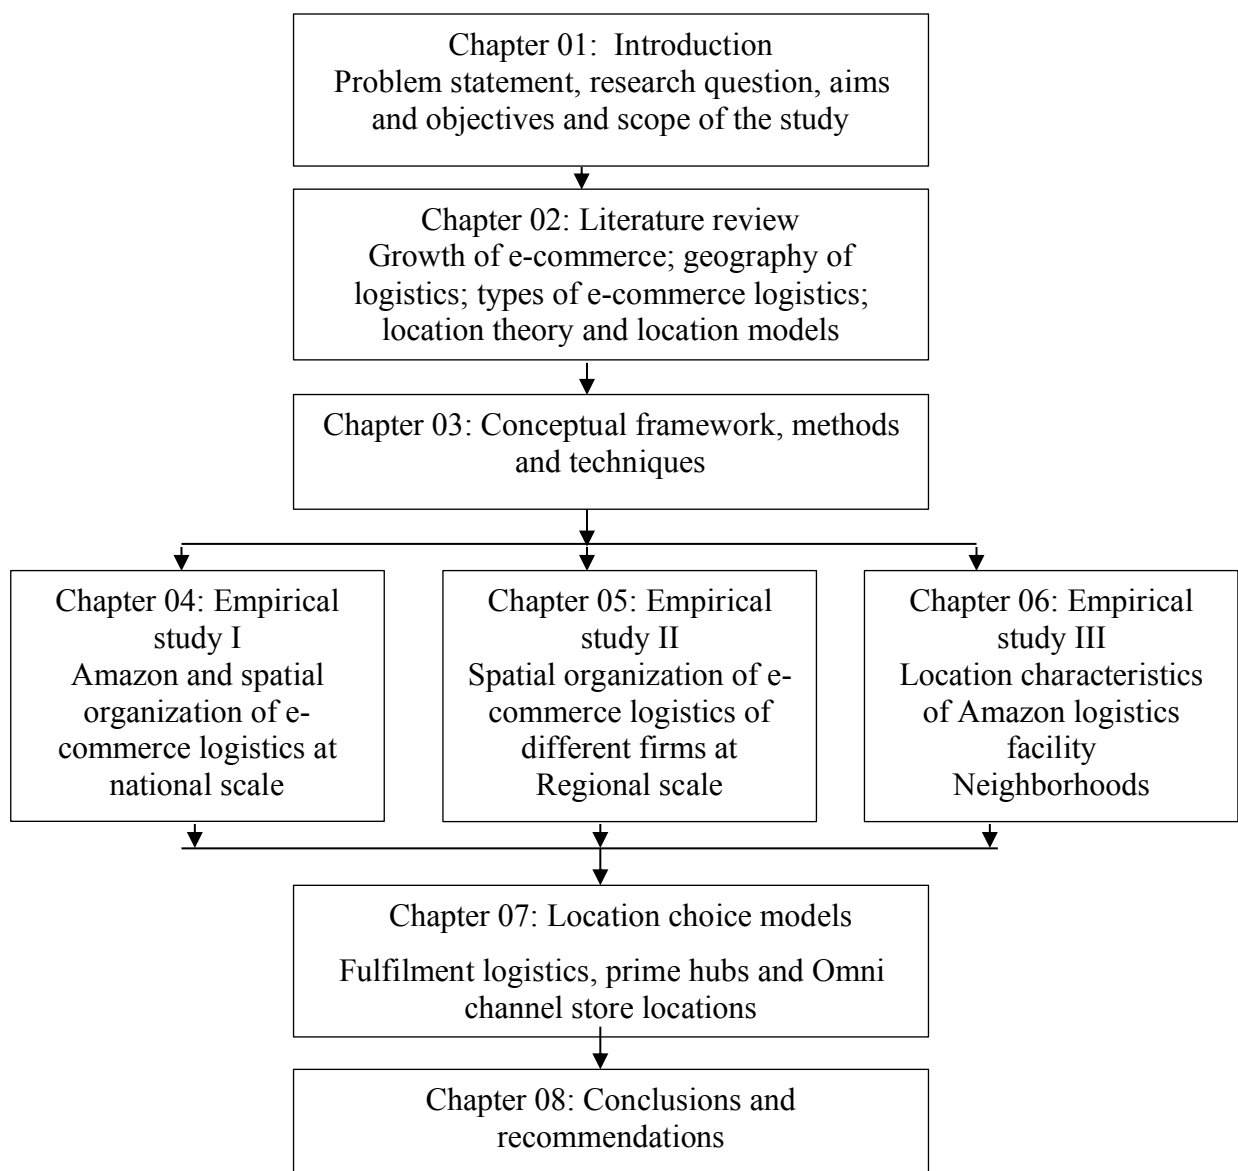 Chapter 01:  Introduction
Problem statement, research question, aims
and objectives and scope of the study
Chapter 02: Literature review
Growth of e-commerce; geography of
logistics; types of e-commerce logistics;
location theory and location models
Chapter 03: Conceptual framework, methods
and techniques
Chapter 04: Empirical
study I
Amazon and spatial
organization of e-
commerce logistics at
national scale
Chapter 05: Empirical
study II
Spatial organization of e-
commerce logistics of
different firms at
Regional scale
Chapter 06: Empirical
study III
Location characteristics
of Amazon logistics
facility
Neighborhoods
Chapter 07: Location choice models
Fulfilment logistics, prime hubs and Omni
channel store locations
Chapter 08: Conclusions and
recommendations